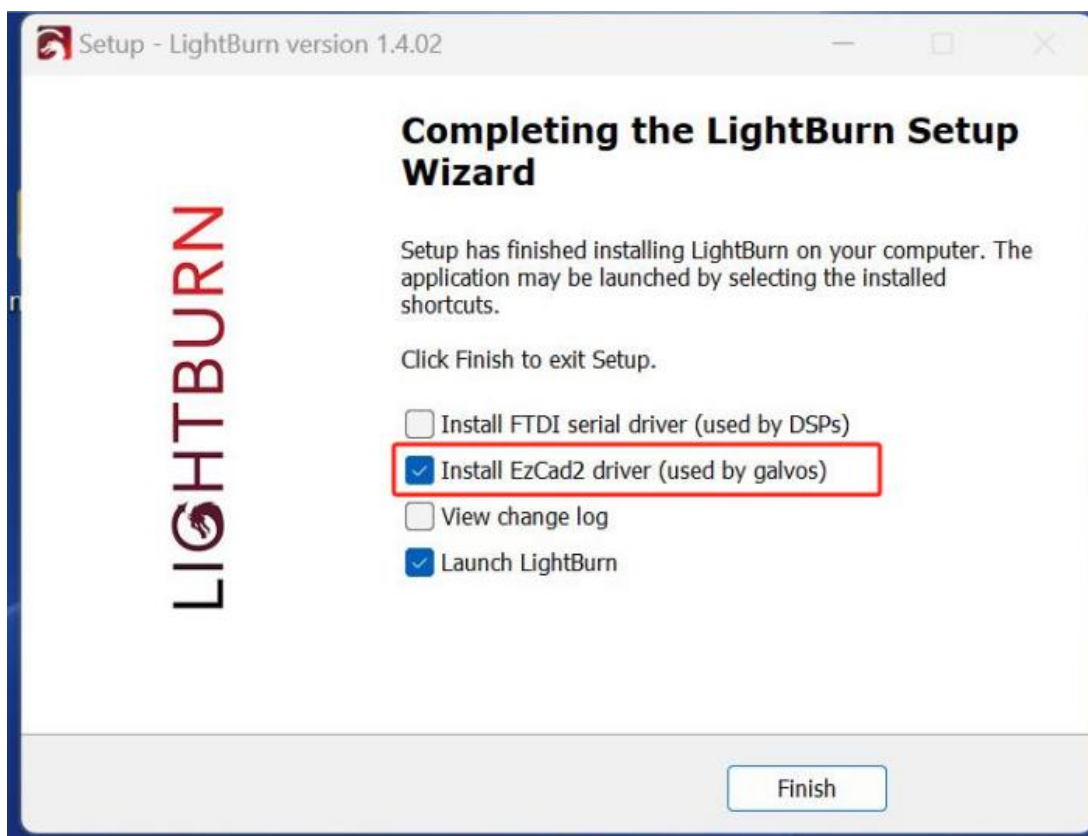 Setup - LightBurn version 1.4.02
LIGHTBURN
Completing the LightBurn Setup
Wizard
Setup has finished installing LightBurn on your computer. The
application may be launched by selecting the installed
shortcuts.
Click Finish to exit Setup.
Install FTDI serial driver (used by DSPs)
Install EzCad2 driver (used by galvos)
View change log
Launch LightBurn
Finish